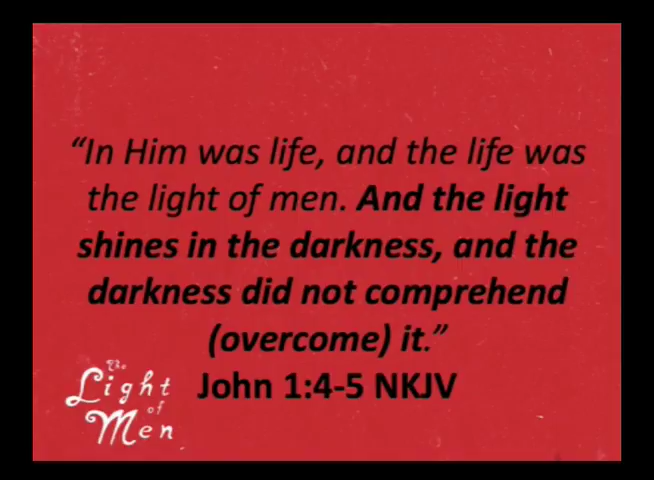 “In Him was life, and the life was
the light of men. And the light
shines in the darkness, and the
darkness did not comprehend
(overcome) it.”
John 1:4-5 NKJV
The
Light
of
Men